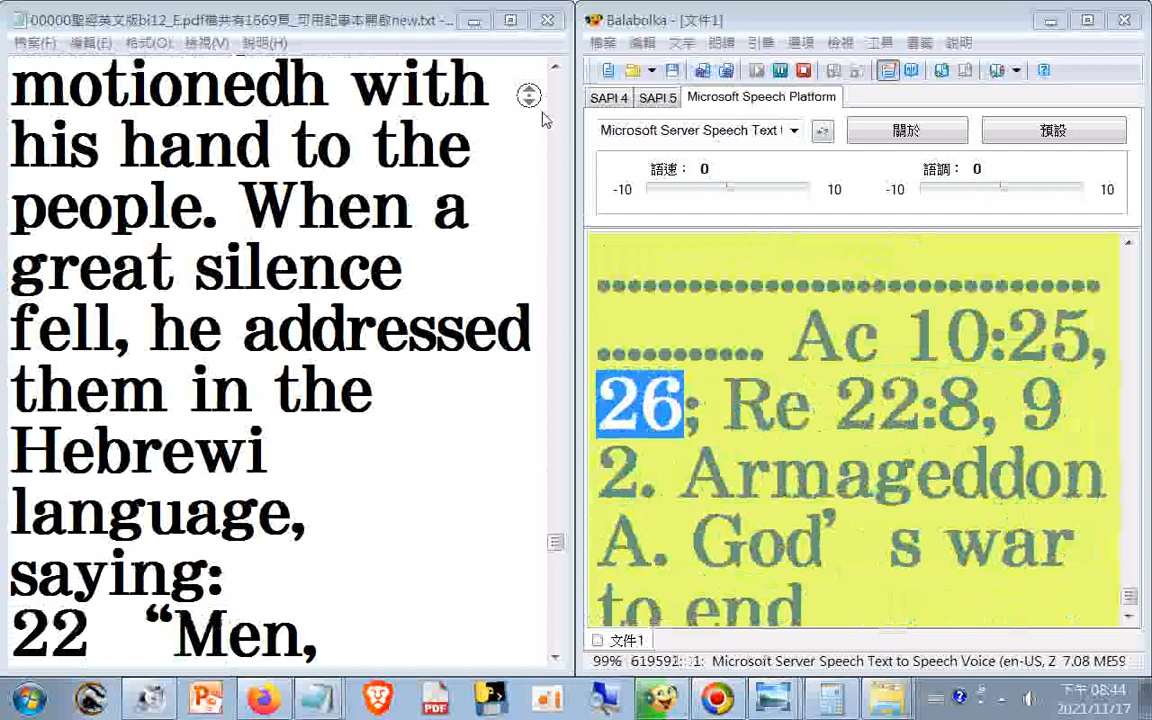 00000聖經英文版bi12_E.pdf檔共有1669頁_可用記事本開啟new.txt -...
檔案(F) 編輯(E) 格式(O) 檢視(V) 說明(H)
motionedh with
his hand to the
people. When a
great silence
fell, he addressed
them in the
Hebrewi
language,
saying:
22 “Men,
Balabolka - [文件1]
檔案 編輯 文字 朗讀 引擎 選項 檢視 工具 書籤 說明
SAPI 4 SAPI 5 Microsoft Speech Platform
Microsoft Server Speech Text 關於 預設
語速： 0 語調： 0
-10 10 -10 10
.................................
........... Ac 10:25,
26; Re 22:8, 9
2. Armageddon
A. God’ s war
to end
文件1
99% Microsoft Server Speech Text to Speech Voice (en-US, Z 7.08 ME
PDF
下午 08:44
2021/11/17